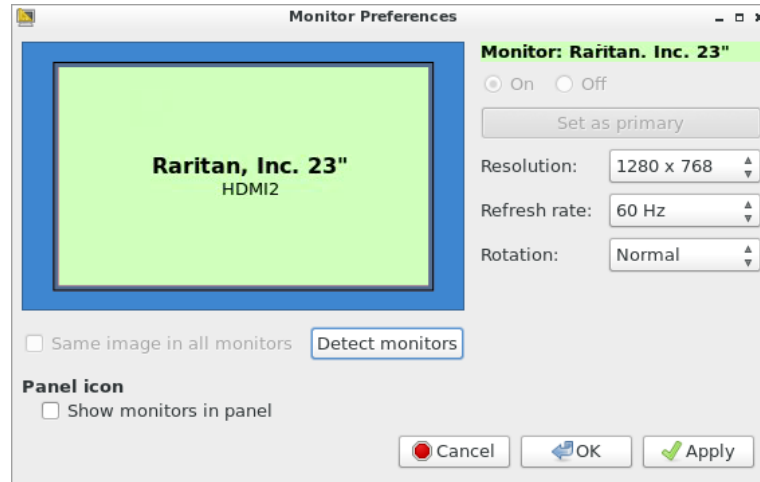 Monitor Preferences
Monitor: Raritan. Inc. 23"
On Off
Set as primary
Raritan, Inc. 23"
HDMI2
Resolution: 1280 x 768
Refresh rate: 60 Hz
Rotation: Normal
Same image in all monitors Detect monitors
Panel icon
Show monitors in panel
Cancel OK Apply